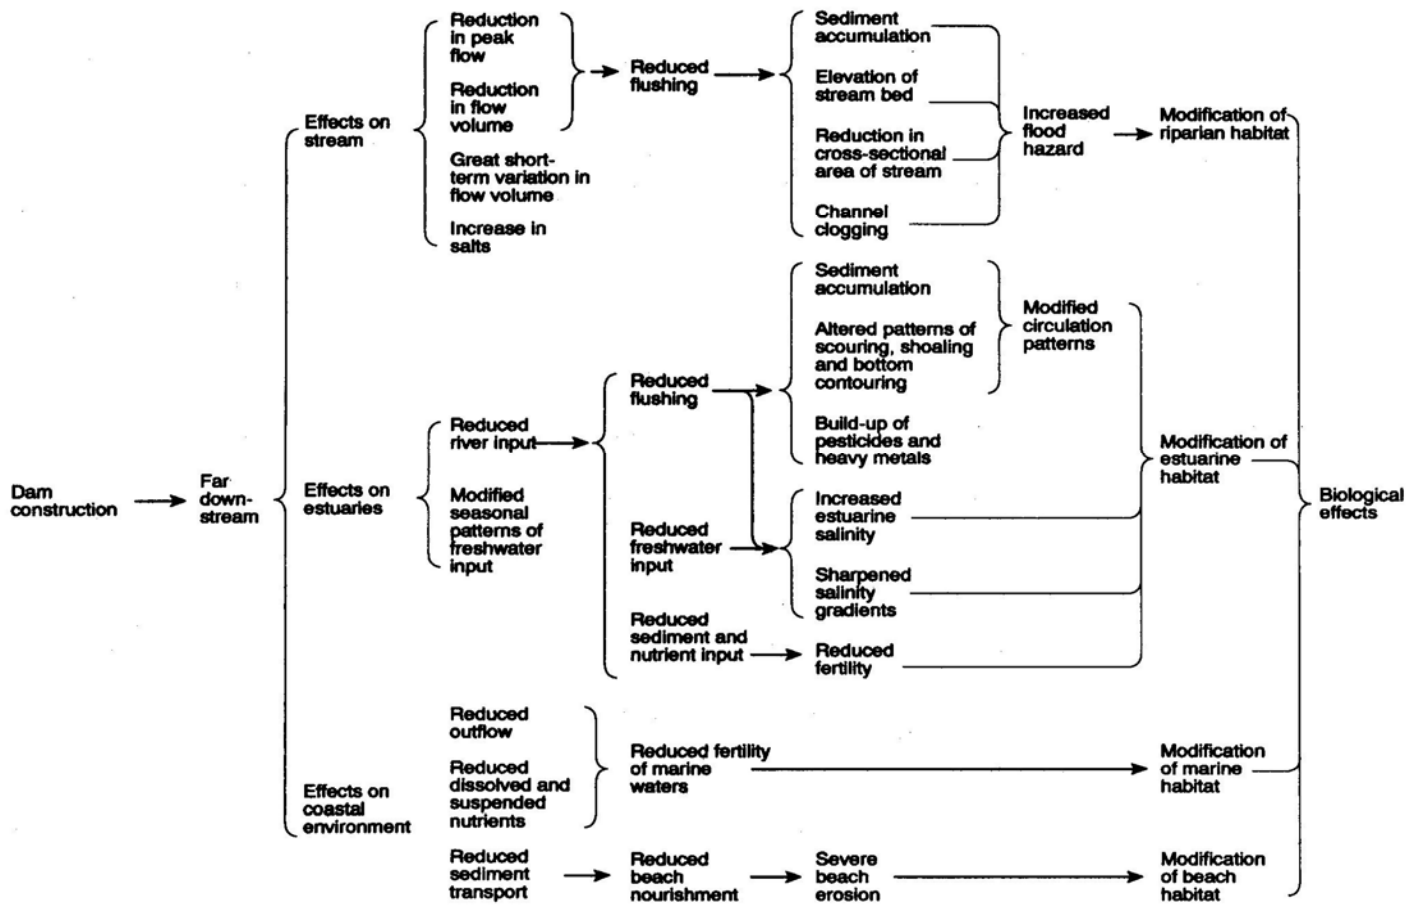 Dam
construction
Far
down-
stream
Effects on
stream
Reduction
in peak
flow
Reduction
in flow
volume
Great short-
term variation in
flow volume
Increase in
salts
Reduced
flushing
Sediment
accumulation
Elevation of
stream bed
Reduction in
cross-sectional
area of stream
Channel
clogging
Increased
flood
hazard
Modification of
riparian habitat
Effects on
estuaries
Reduced
river input
Modified
seasonal
patterns of
freshwater
input
Reduced
flushing
Sediment
accumulation
Altered patterns of
scouring, shoaling
and bottom
contouring
Build-up of
pesticides and
heavy metals
Modified
circulation
patterns
Reduced
freshwater
input
Increased
estuarine
salinity
Sharpened
salinity
gradients
Reduced
sediment and
nutrient input
Reduced
fertility
Modification of
estuarine
habitat
Effects on
coastal
environment
Reduced
outflow
Reduced
dissolved and
suspended
nutrients
Reduced fertility
of marine
waters
Modification
of marine
habitat
Reduced
sediment
transport
Reduced
beach
nourishment
Severe
beach
erosion
Modification
of beach
habitat
Biological
effects